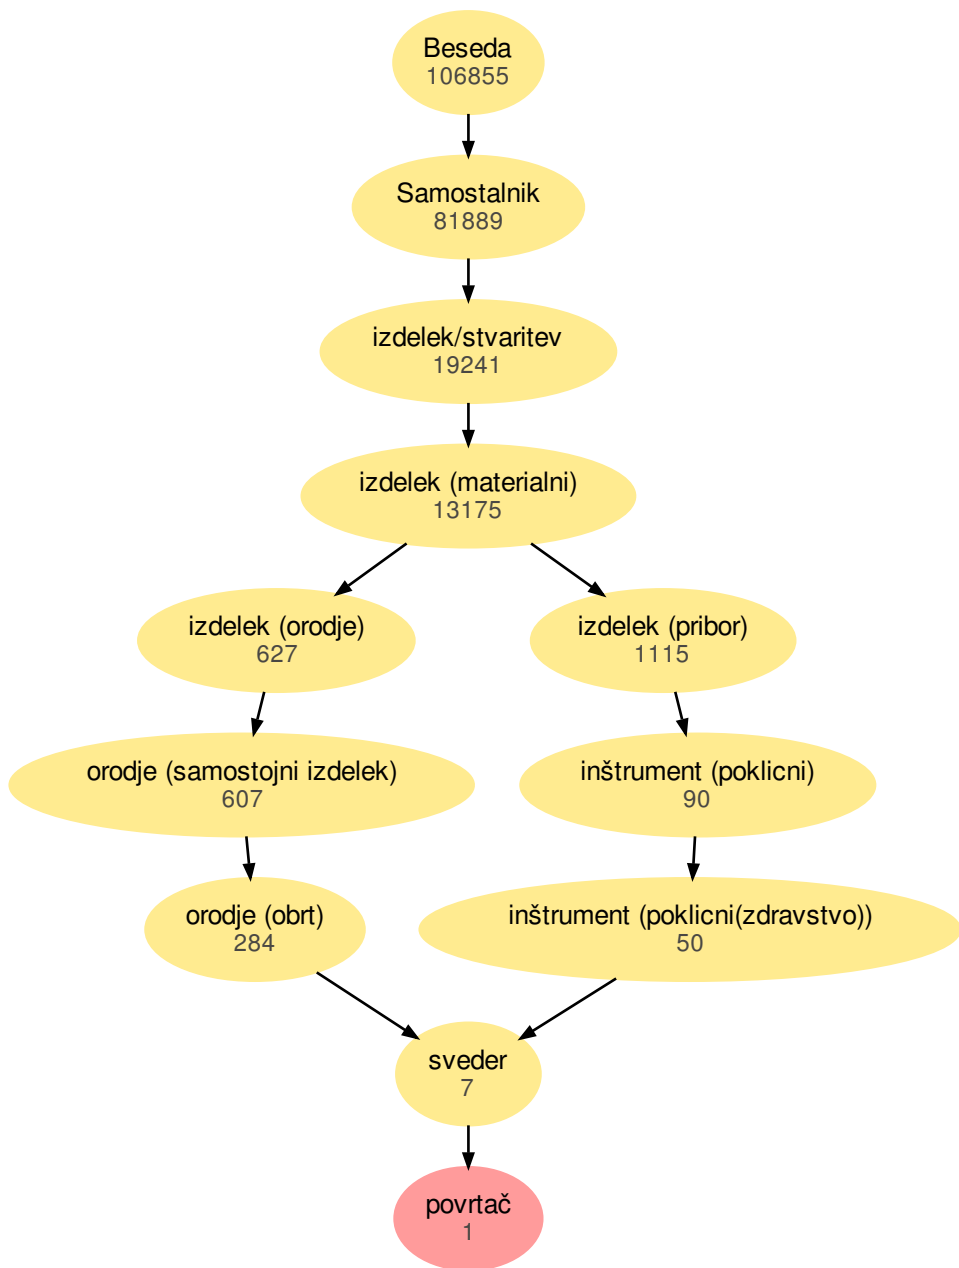 Beseda
106855
Samostalnik
81889
izdelek/stvaritev
19241
izdelek (materialni)
13175
izdelek (orodje)
627
izdelek (pribor)
1115
orodje (samostojni izdelek)
607
inštrument (poklicni)
90
orodje (obrt)
284
inštrument (poklicni(zdravstvo))
50
sveder
7
povrtač
1